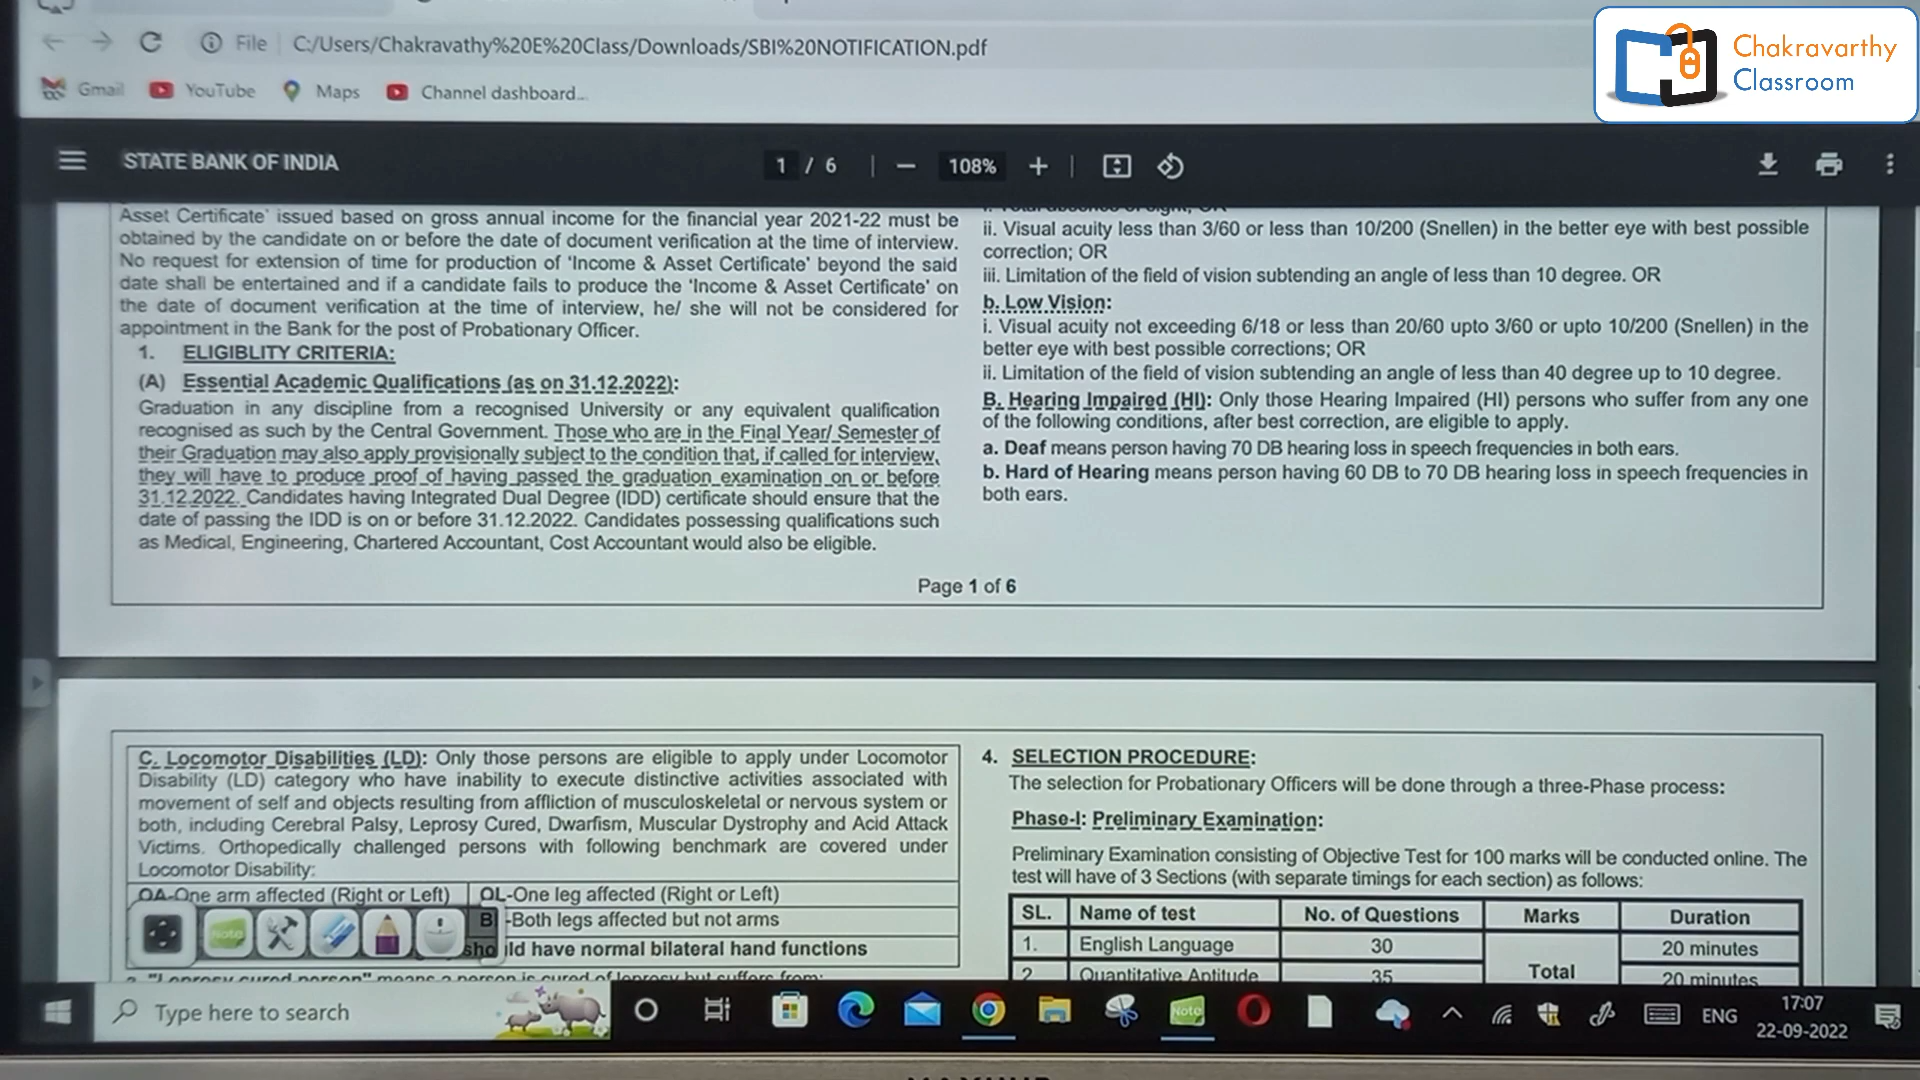 File C:/Users/Chakravathy%20E%20Class/Downloads/SBI%20NOTIFICATION.pdf
Chakravarthy
Classroom
Gmail YouTube Maps Channel dashboard...
STATE BANK OF INDIA 1 / 6 108%
Asset Certificate' issued based on gross annual income for the financial year 2021-22 must be
obtained by the candidate on or before the date of document verification at the time of interview.
No request for extension of time for production of 'Income & Asset Certificate' beyond the said
date shall be entertained and if a candidate fails to produce the 'Income & Asset Certificate' on
the date of document verification at the time of interview, he/ she will not be considered for
appointment in the Bank for the post of Probationary Officer.
1. ELIGIBLITY CRITERIA:
(A) Essential Academic Qualifications (as on 31.12.2022):
Graduation in any discipline from a recognised University or any equivalent qualification
recognised as such by the Central Government. Those who are in the Final Year/ Semester of
their Graduation may also apply provisionally subject to the condition that, if called for interview,
they will have to produce proof of having passed the graduation examination on or before
31.12.2022. Candidates having Integrated Dual Degree (IDD) certificate should ensure that the
date of passing the IDD is on or before 31.12.2022. Candidates possessing qualifications such
as Medical, Engineering, Chartered Accountant, Cost Accountant would also be eligible.
i. Total absence of sight; OR
ii. Visual acuity less than 3/60 or less than 10/200 (Snellen) in the better eye with best possible
correction; OR
iii. Limitation of the field of vision subtending an angle of less than 10 degree. OR
b. Low Vision:
i. Visual acuity not exceeding 6/18 or less than 20/60 upto 3/60 or upto 10/200 (Snellen) in the
better eye with best possible corrections; OR
ii. Limitation of the field of vision subtending an angle of less than 40 degree up to 10 degree.
B. Hearing Impaired (HI): Only those Hearing Impaired (HI) persons who suffer from any one
of the following conditions, after best correction, are eligible to apply.
a. Deaf means person having 70 DB hearing loss in speech frequencies in both ears.
b. Hard of Hearing means person having 60 DB to 70 DB hearing loss in speech frequencies in
both ears.
Page 1 of 6
C. Locomotor Disabilities (LD): Only those persons are eligible to apply under Locomotor
Disability (LD) category who have inability to execute distinctive activities associated with
movement of self and objects resulting from affliction of musculoskeletal or nervous system or
both, including Cerebral Palsy, Leprosy Cured, Dwarfism, Muscular Dystrophy and Acid Attack
Victims. Orthopedically challenged persons with following benchmark are covered under
Locomotor Disability:
OA-One arm affected (Right or Left) OL-One leg affected (Right or Left)
-Both legs affected but not arms
should have normal bilateral hand functions
"Leprosy cured person" means a person is cured of leprosy but suffers from:
4. SELECTION PROCEDURE:
The selection for Probationary Officers will be done through a three-Phase process:
Phase-I: Preliminary Examination:
Preliminary Examination consisting of Objective Test for 100 marks will be conducted online. The
test will have of 3 Sections (with separate timings for each section) as follows:
SL. Name of test No. of Questions Marks Duration
1. English Language 30 20 minutes
2. Quantitative Aptitude 35 Total 20 minutes
Note
Type here to search
Note
ENG
17:07
22-09-2022